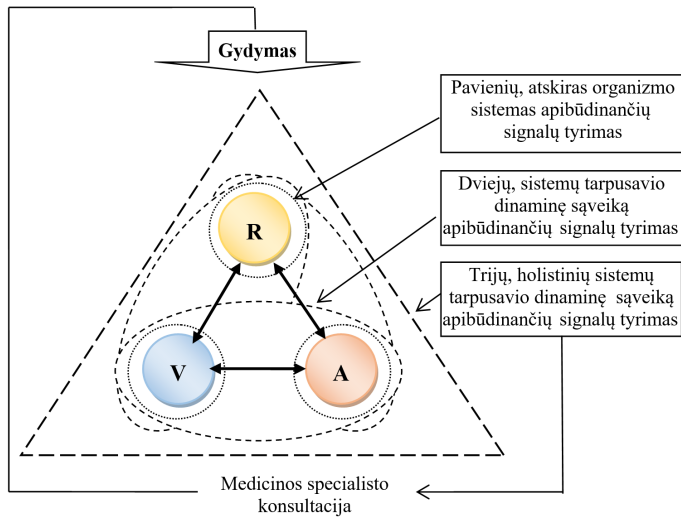 Gydymas
Pavienių, atskiras organizmo
sistemas apibūdinančių
signalų tyrimas
Dviejų, sistemų tarpusavio
dinaminę sąveiką
apibūdinančių signalų tyrimas
Trijų, holistinių sistemų
tarpusavio dinaminę sąveiką
apibūdinančių signalų tyrimas
R
V
A
Medicinos specialisto
konsultacija